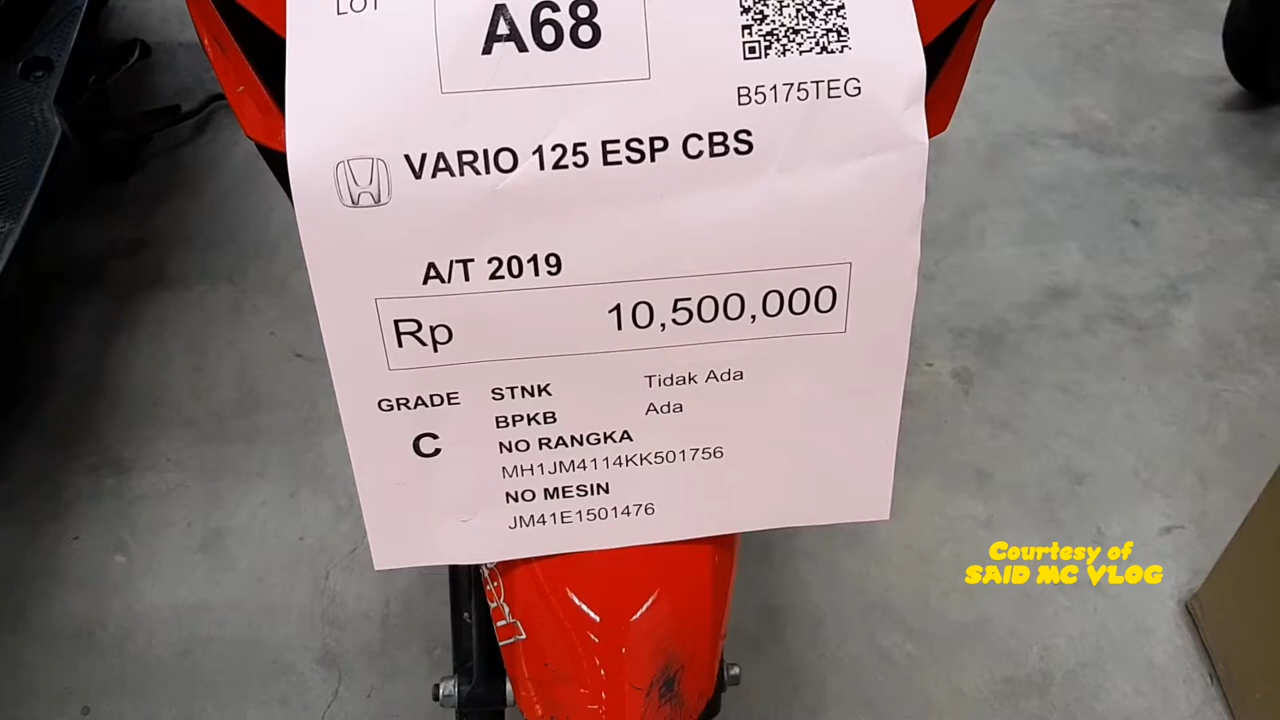 LOT
A68
B5175TEG
VARIO 125 ESP CBS
A/T 2019
Rp 10,500,000
GRADE
C
STNK Tidak Ada
BPKB Ada
NO RANGKA
MH1JM4114KK501756
NO MESIN
JM41E1501476
Courtesy of
SAID MC VLOG